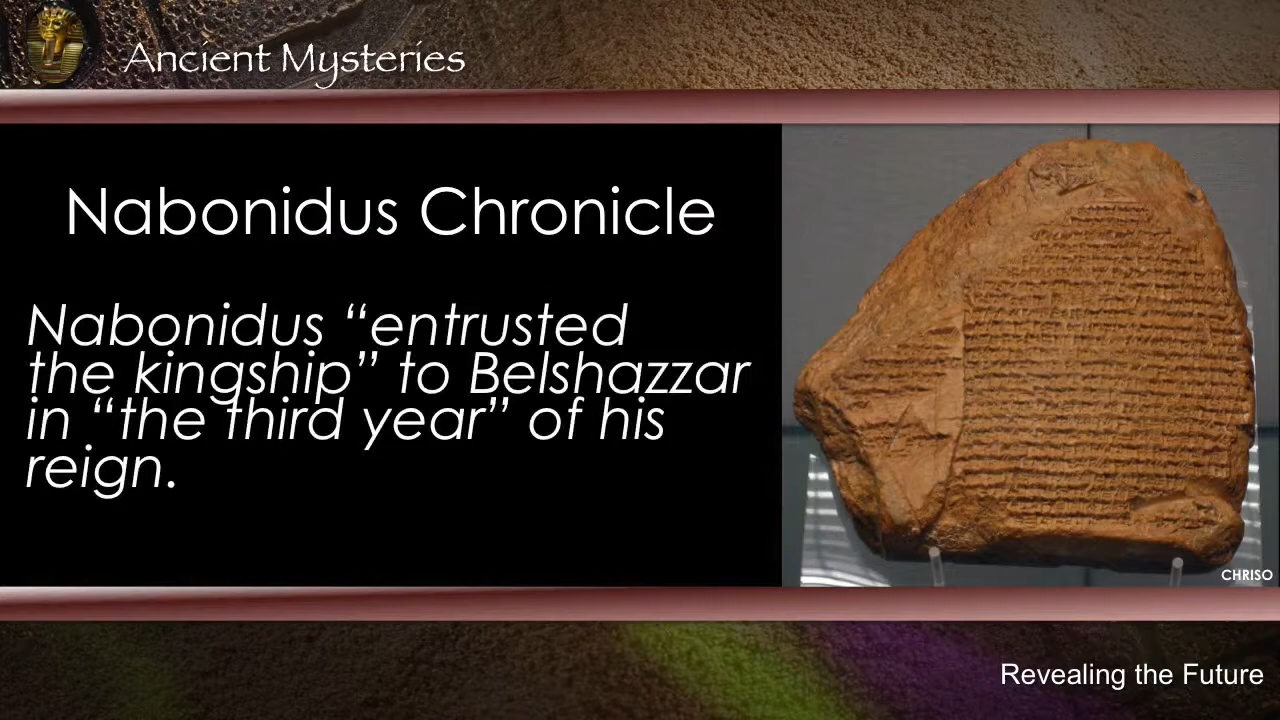 Ancient Mysteries
Nabonidus Chronicle
Nabonidus “entrusted
the kingship” to Belshazzar
in “the third year” of his
reign.
CHRISO
Revealing the Future